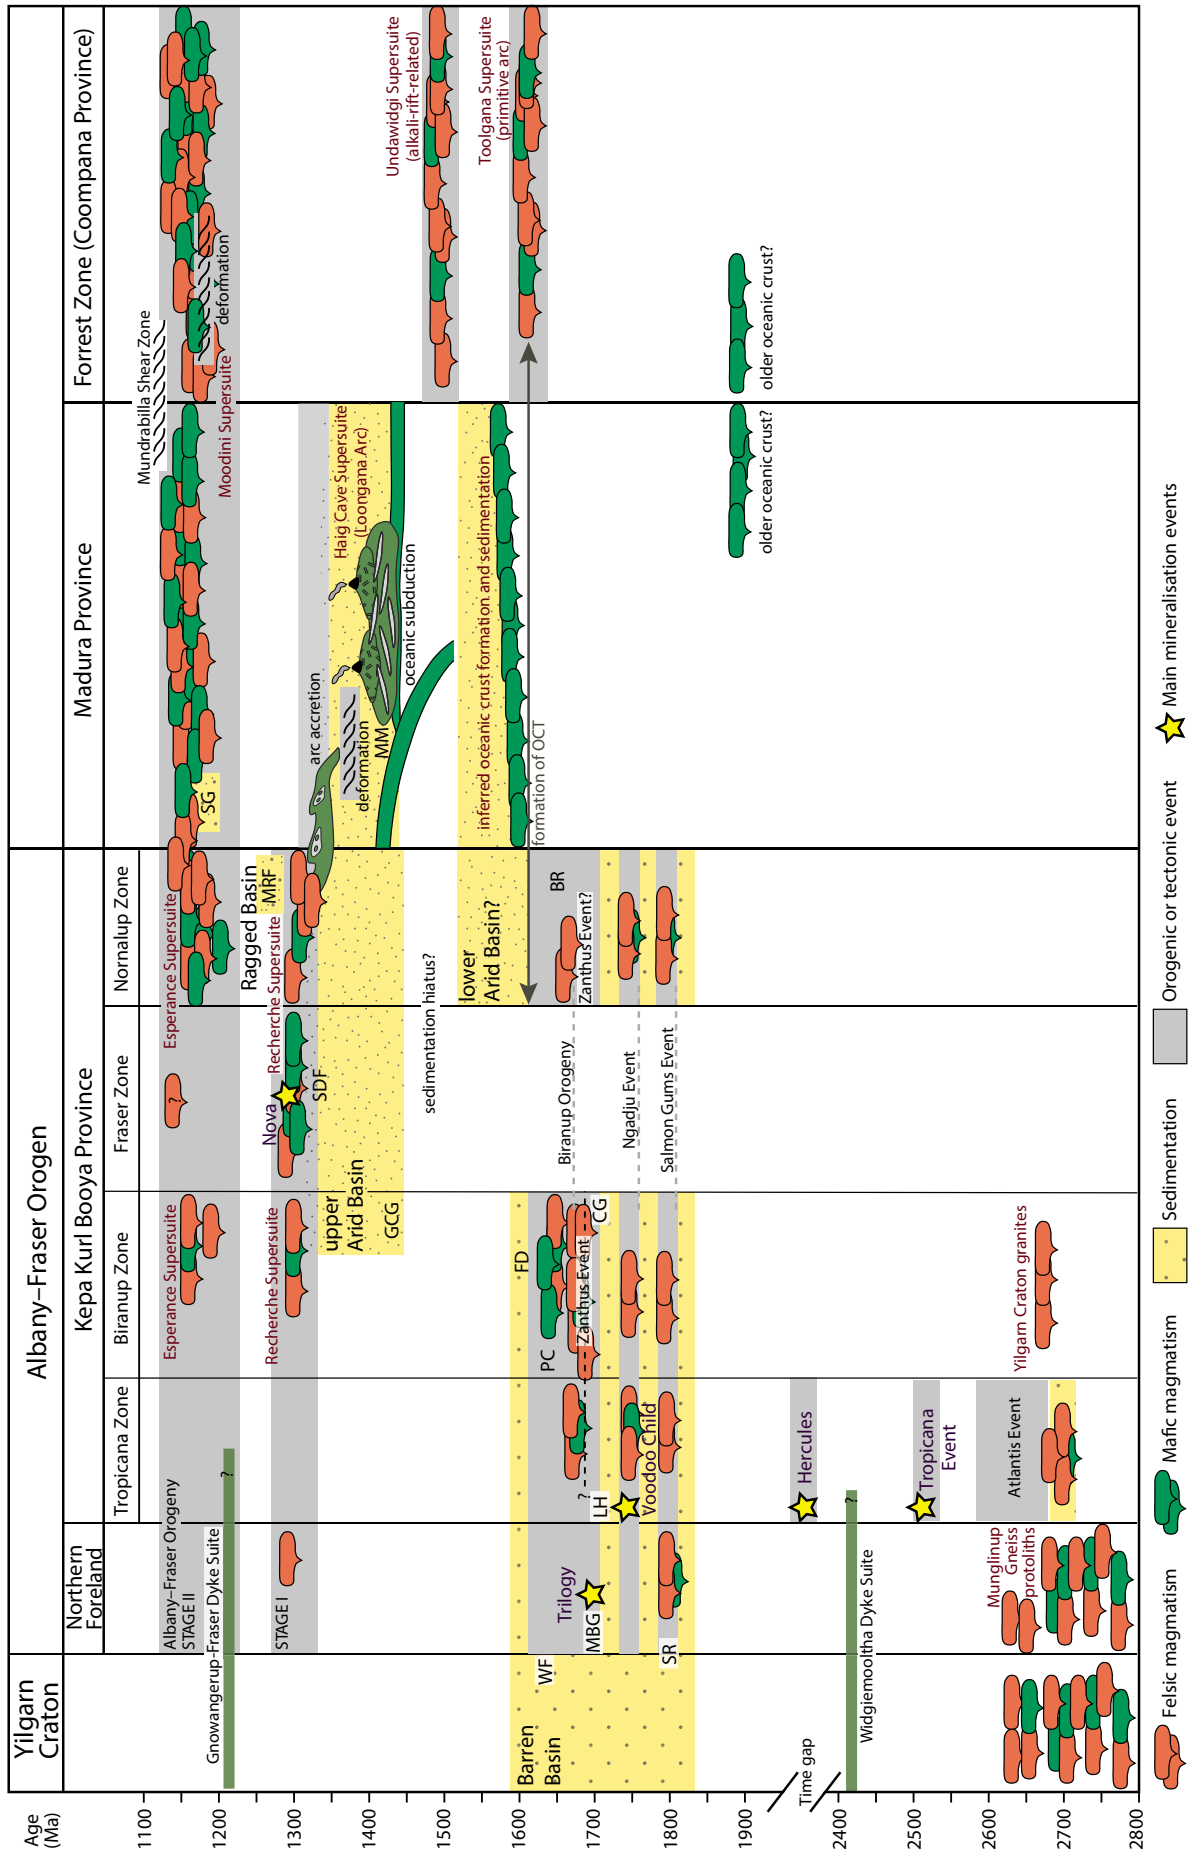 Age
(Ma)
Yilgarn
Craton
Albany–Fraser Orogen
Madura Province
Forrest Zone (Coompana Province)
Northern
Foreland
Kepa Kurl Booya Province
Tropicana Zone
Biranup Zone
Fraser Zone
Nornalup Zone
1100
1200
1300
1400
1500
1600
1700
1800
1900
Time gap
2400
2500
2600
2700
2800
Albany–Fraser Orogeny
STAGE II
Gnowangerup-Fraser Dyke Suite
?
STAGE I
Esperance Supersuite
Recherche Supersuite
?
Esperance Supersuite
Recherche Supersuite
Nova
SDF
Ragged Basin
MRF
SG
Mundrabilla Shear Zone
Moodini Supersuite
deformation
arc accretion
Haig Cave Supersuite
(Loongana Arc)
deformation
MM
oceanic subduction
upper
Arid Basin
GCG
sedimentation hiatus?
lower
Arid Basin?
inferred oceanic crust formation and sedimentation
formation of OCT
Undawidgi Supersuite
(alkali-rift-related)
Toolgana Supersuite
(primitive arc)
older oceanic crust?
older oceanic crust?
Barren
Basin
WF
Trilogy
MBG
SR
LH
?
Voodoo Child
PC
FD
Zanthus Event
CG
Biranup Orogeny
Ngadju Event
Salmon Gums Event
BR
Zanthus Event?
Hercules
Tropicana
Event
Widgiemooltha Dyke Suite
?
Atlantis Event
Yilgarn Craton granites
Munglinup
Gneiss
protoliths
Felsic magmatism
Mafic magmatism
Sedimentation
Orogenic or tectonic event
Main mineralisation events